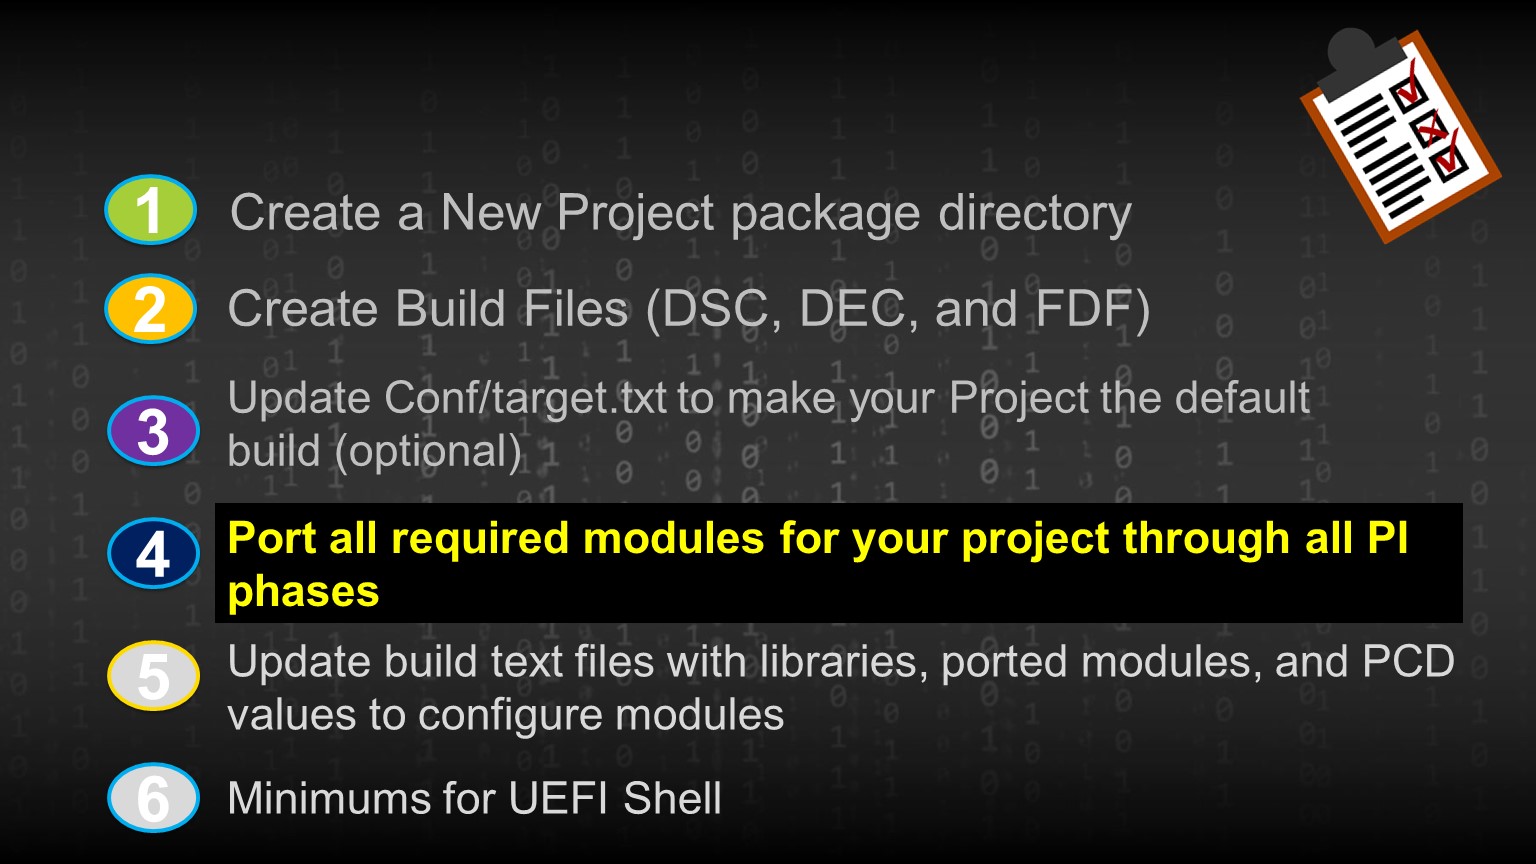 1 Create a New Project package directory
2 Create Build Files (DSC, DEC, and FDF)
3 Update Conf/target.txt to make your Project the default
build (optional)
4 Port all required modules for your project through all PI
phases
5 Update build text files with libraries, ported modules, and PCD
values to configure modules
6 Minimums for UEFI Shell